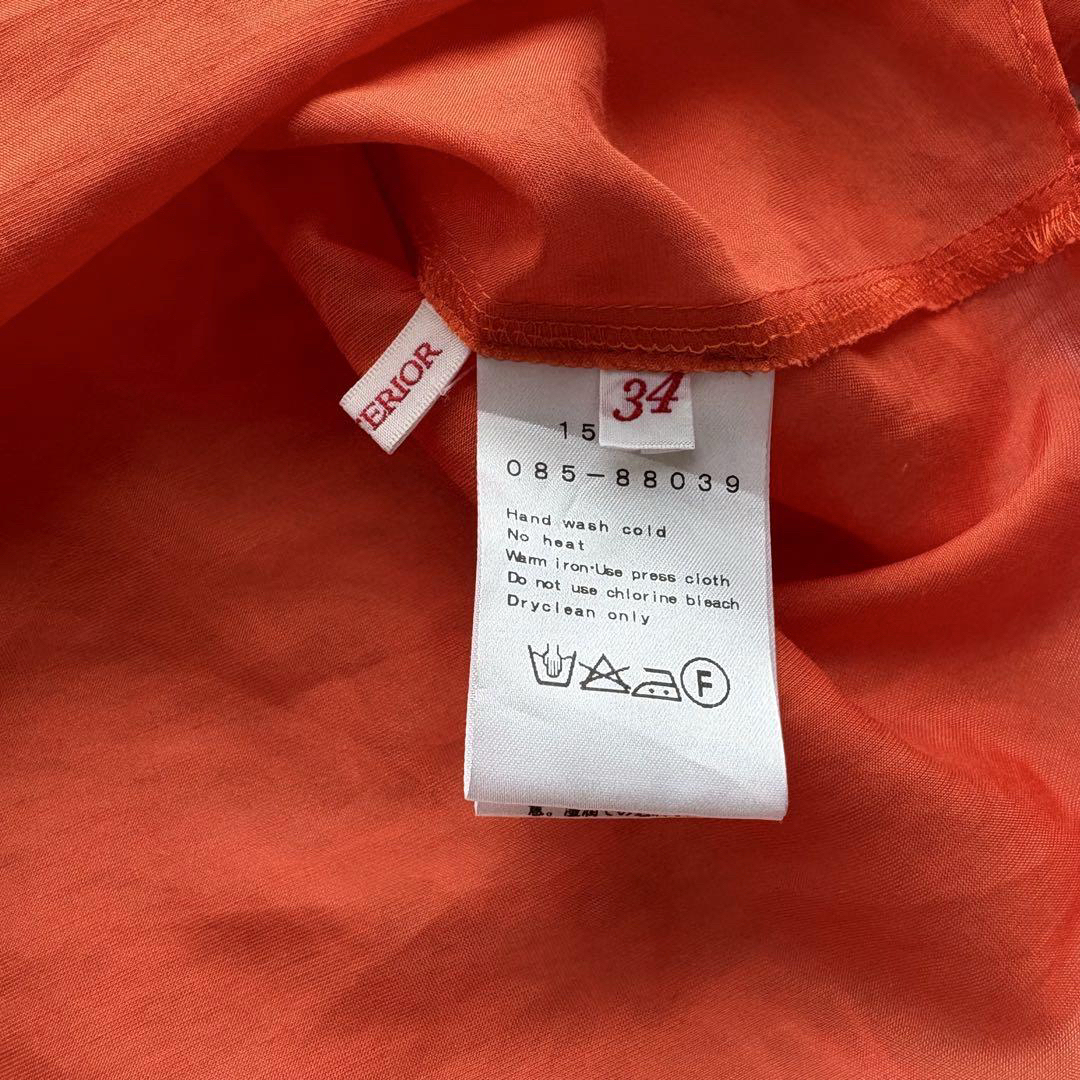 TERIOR
34
15
085-88039
Hand wash cold
No heat
Warm iron・Use press cloth
Do not use chlorine bleach
Dryclean only
F